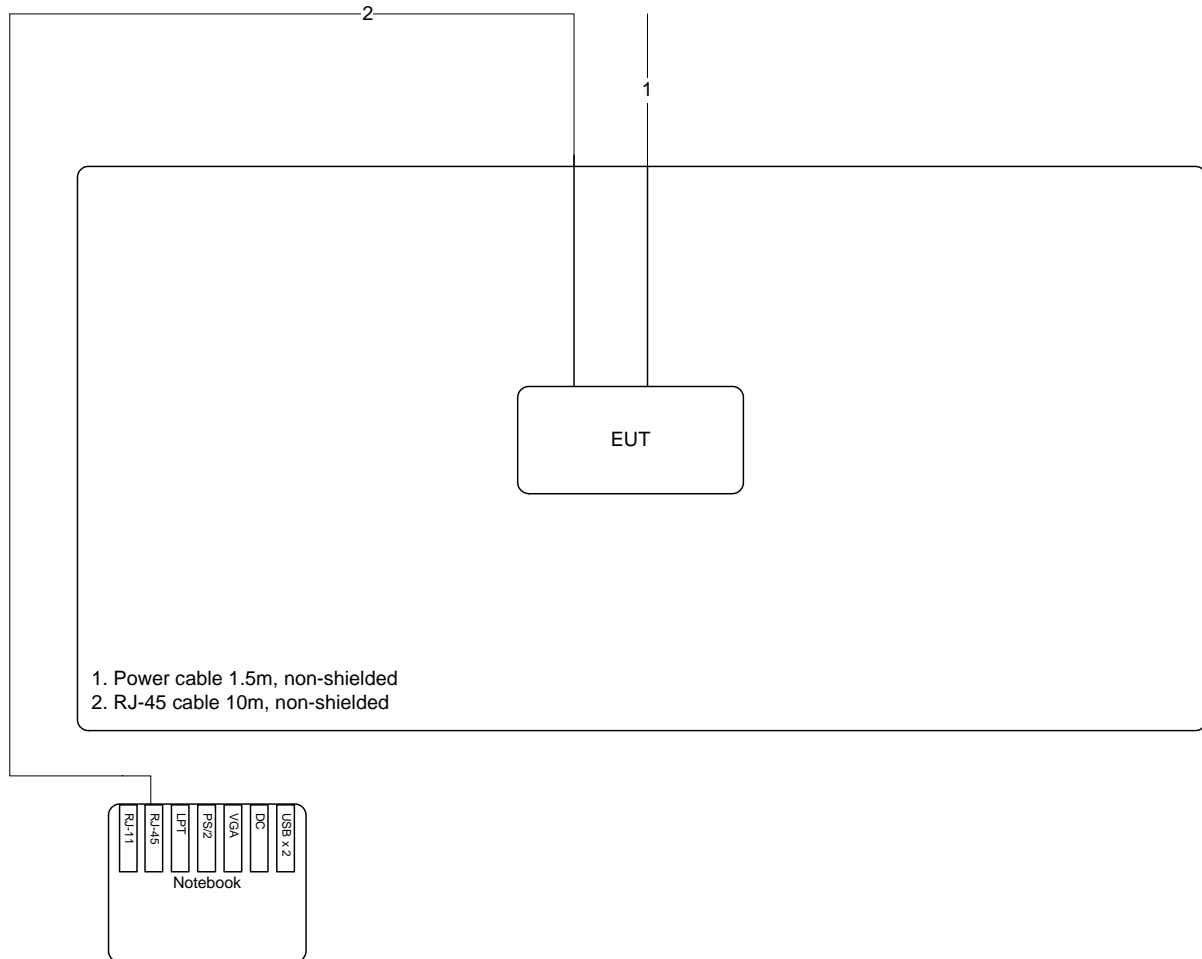 2
1
EUT
1. Power cable 1.5m, non-shielded
2. RJ-45 cable 10m, non-shielded
RJ-11
RJ-45
LPT
PS/2
VGA
DC
USB x 2
Notebook